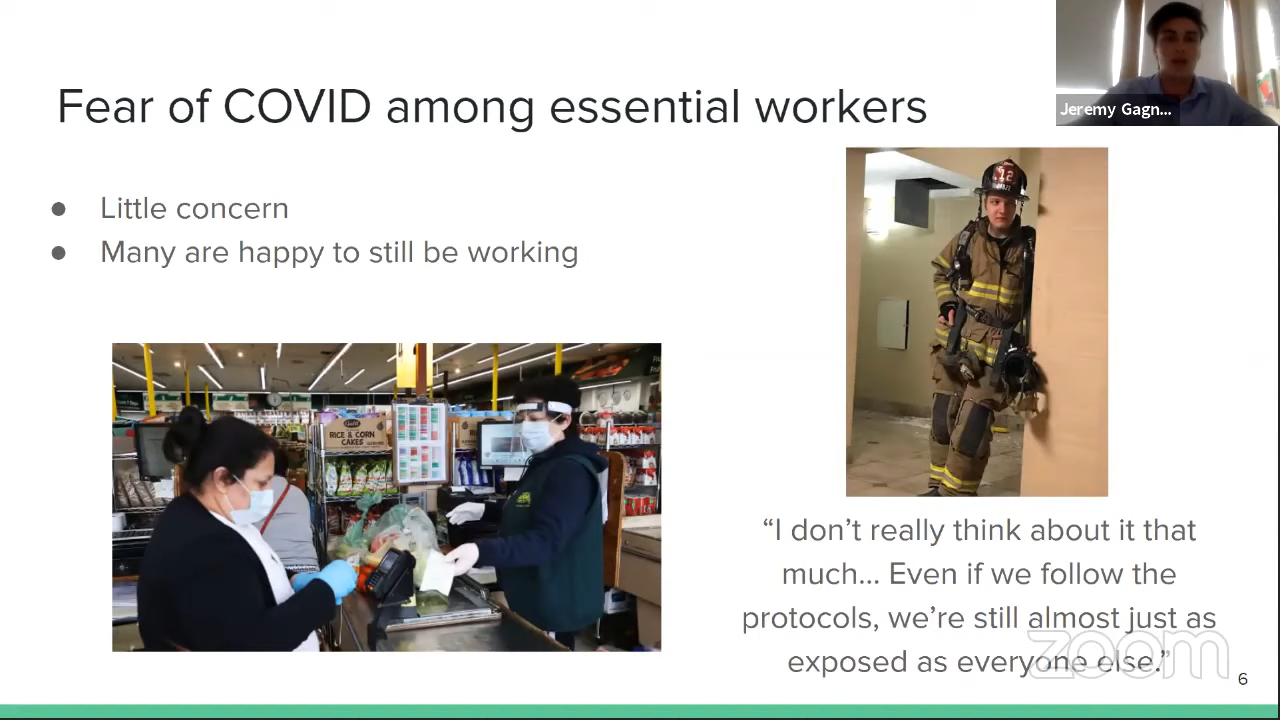 Jeremy Gagn...
Fear of COVID among essential workers
● Little concern
● Many are happy to still be working
RICE & CORN
CAKES
12
“I don’t really think about it that
much... Even if we follow the
protocols, we’re still almost just as
exposed as everyone else.”
zoom
6